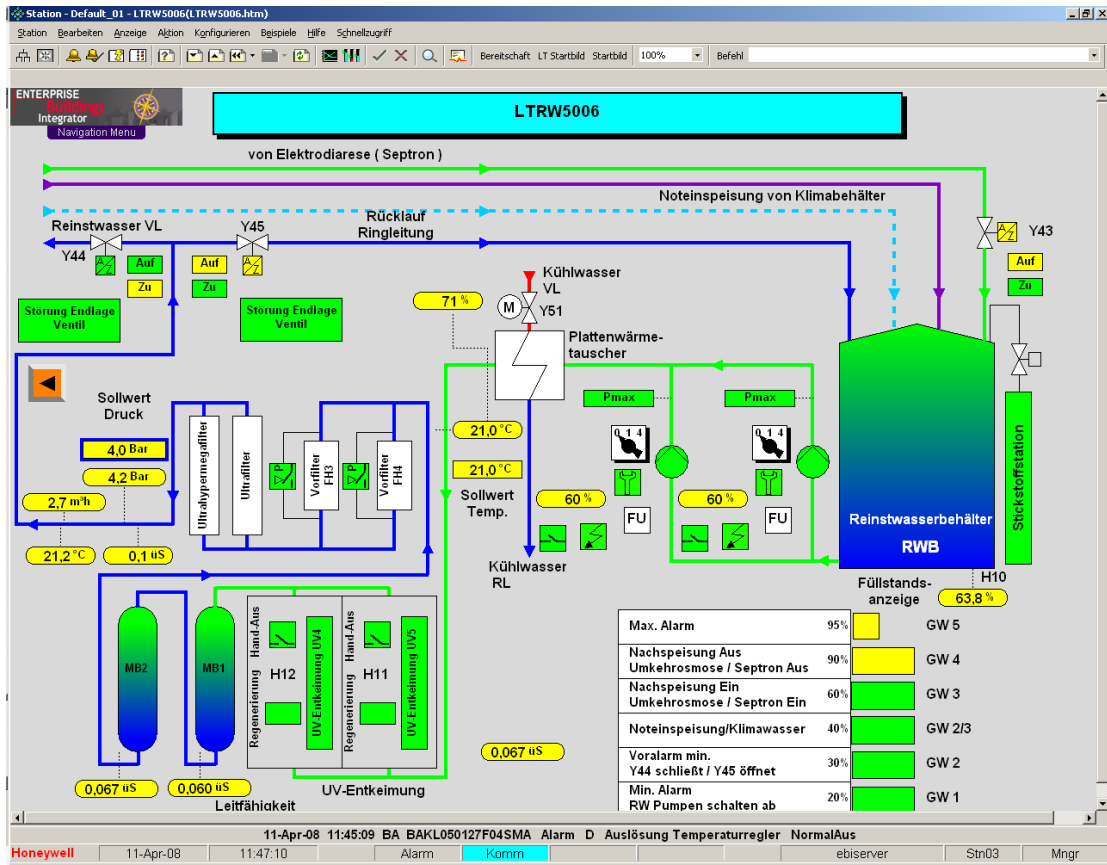 Station - Default_01 - LTRW5006(LTRW5006.htm)
Station Bearbeiten Anzeige Aktion Konfigurieren Beispiele Hilfe Schnellzugriff
Bereitschaft LT Startbild Startbild 100% Befehl
ENTERPRISE
Buildings
Integrator
Navigation Menu
LTRW5006
von Elektrodiarese ( Septron )
Noteinspeisung von Klimabehälter
Reinstwasser VL
Y45
Rücklauf
Ringleitung
Y43
Y44
A/Z
A/Z
A/Z
Auf
Zu
Auf
Zu
Auf
Zu
Störung Endlage
Ventil
Störung Endlage
Ventil
Kühlwasser
VL
71 %
M
Y51
Plattenwärme-
tauscher
Sollwert
Druck
Pmax
Pmax
4,0 Bar
4,2 Bar
2,7 m³h
21,2 °C
0,1 üS
Ultrahypermegafilter
Ultrafilter
P
Vorfilter
FH3
P
Vorfilter
FH4
21,0 °C
21,0 °C
Sollwert
Temp.
0 1 4
0 1 4
60 %
60 %
FU
FU
Kühlwasser
RL
Reinstwasserbehälter
RWB
Stickstoffstation
H10
Füllstands-
anzeige
63,8 %
MB2
MB1
Regenerierung Hand-Aus
H12
UV-Entkeimung UV4
Regenerierung Hand-Aus
H11
UV-Entkeimung UV5
0,067 üS
0,060 üS
0,067 üS
Leitfähigkeit
UV-Entkeimung
Max. Alarm 95% GW 5
Nachspeisung Aus
Umkehrosmose / Septron Aus 90% GW 4
Nachspeisung Ein
Umkehrosmose / Septron Ein 60% GW 3
Noteinspeisung/Klimawasser 40% GW 2/3
Voralarm min.
Y44 schließt / Y45 öffnet 30% GW 2
Min. Alarm
RW Pumpen schalten ab 20% GW 1
11-Apr-08 11:45:09 BA BAKL050127F04SMA Alarm D Auslösung Temperaturregler NormalAus
Honeywell 11-Apr-08 11:47:10 Alarm Komm ebiserver Stn03 Mngr